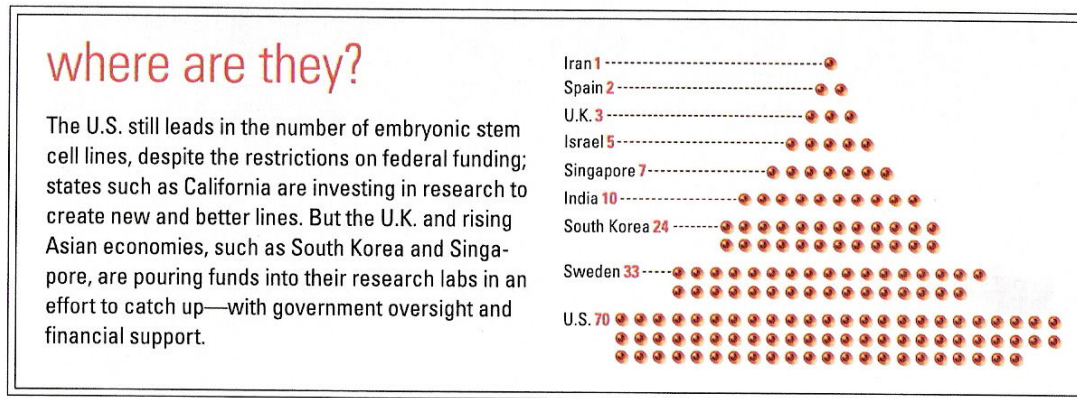 where are they?
The U.S. still leads in the number of embryonic stem
cell lines, despite the restrictions on federal funding;
states such as California are investing in research to
create new and better lines. But the U.K. and rising
Asian economies, such as South Korea and Singa-
pore, are pouring funds into their research labs in an
effort to catch up—with government oversight and
financial support.
Iran 1
Spain 2
U.K. 3
Israel 5
Singapore 7
India 10
South Korea 24
Sweden 33
U.S. 70